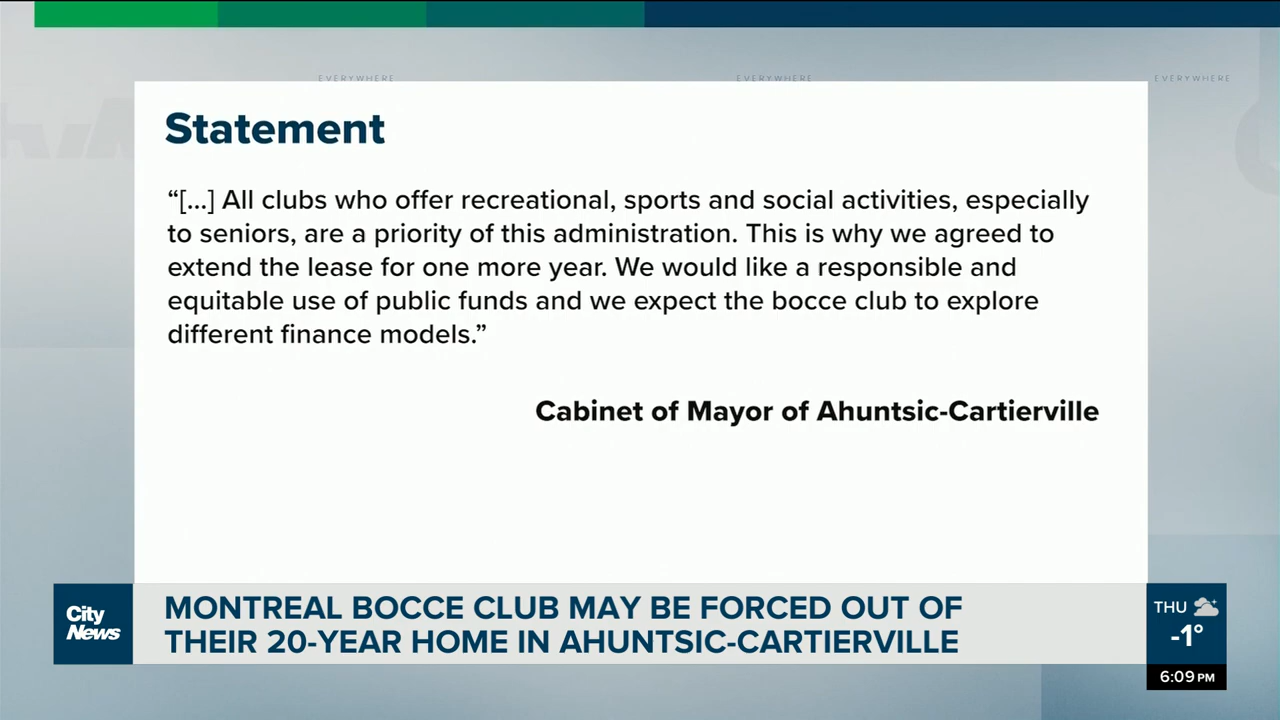 EVERYWHERE EVERYWHERE EVERYWHERE
Statement
“[...] All clubs who offer recreational, sports and social activities, especially
to seniors, are a priority of this administration. This is why we agreed to
extend the lease for one more year. We would like a responsible and
equitable use of public funds and we expect the bocce club to explore
different finance models.”
Cabinet of Mayor of Ahuntsic-Cartierville
City
News
MONTREAL BOCCE CLUB MAY BE FORCED OUT OF
THEIR 20-YEAR HOME IN AHUNTSIC-CARTIERVILLE
THU
-1°
6:09 PM